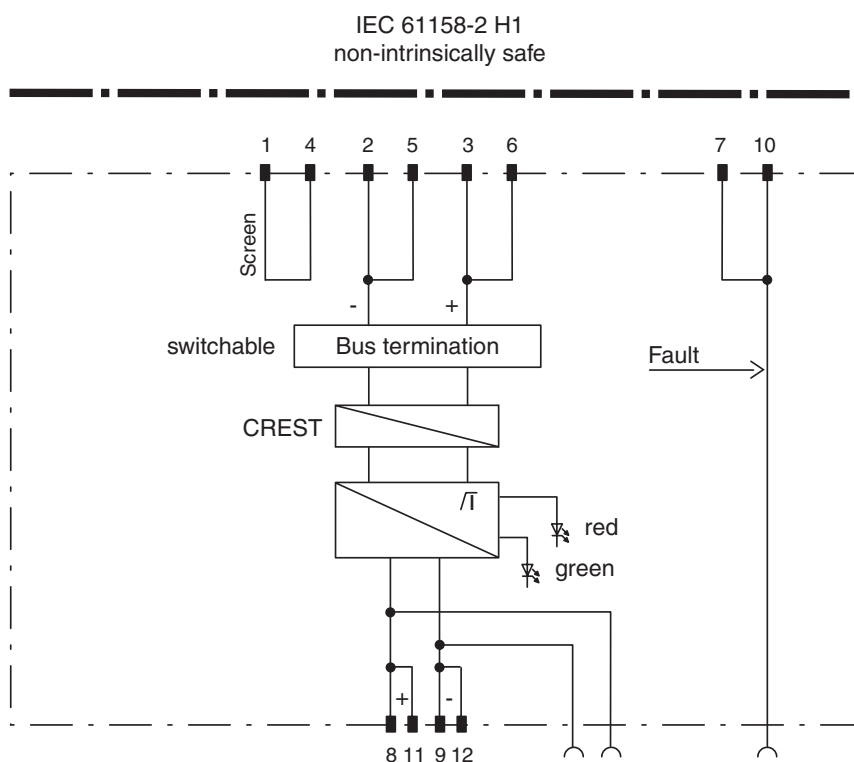 IEC 61158-2 H1
non-intrinsically safe
1 4 2 5 3 6 7 10
Screen
- +
switchable Bus termination
Fault
CREST
/I
red
green
+ -
8 11 9 12